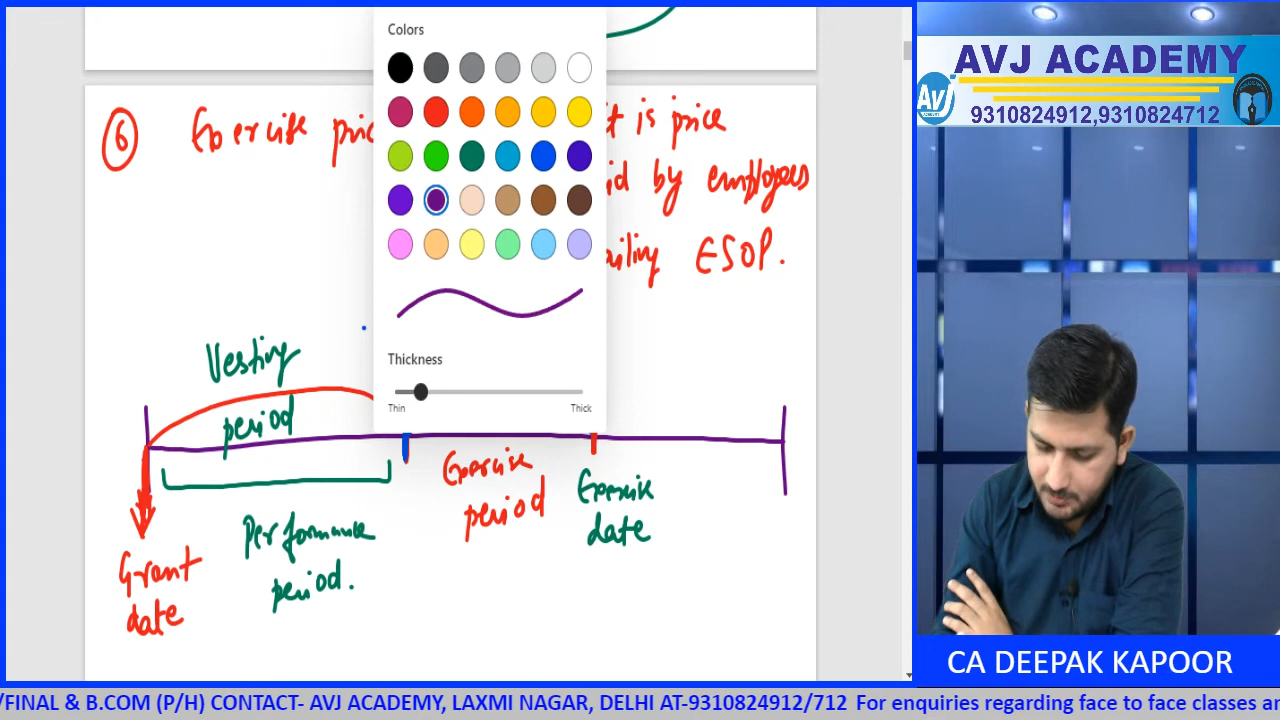 Colors
AVJ ACADEMY
AVJ
9310824912,9310824712
6 Exercise pric t is price
id by employees
ailing ESOP.
Thickness
Thin Thick
Vesting
period
Exercise
period
Exercise
date
Performance
period.
Grant
date
CA DEEPAK KAPOOR
/FINAL & B.COM (P/H) CONTACT- AVJ ACADEMY, LAXMI NAGAR, DELHI AT-9310824912/712 For enquiries regarding face to face classes ar